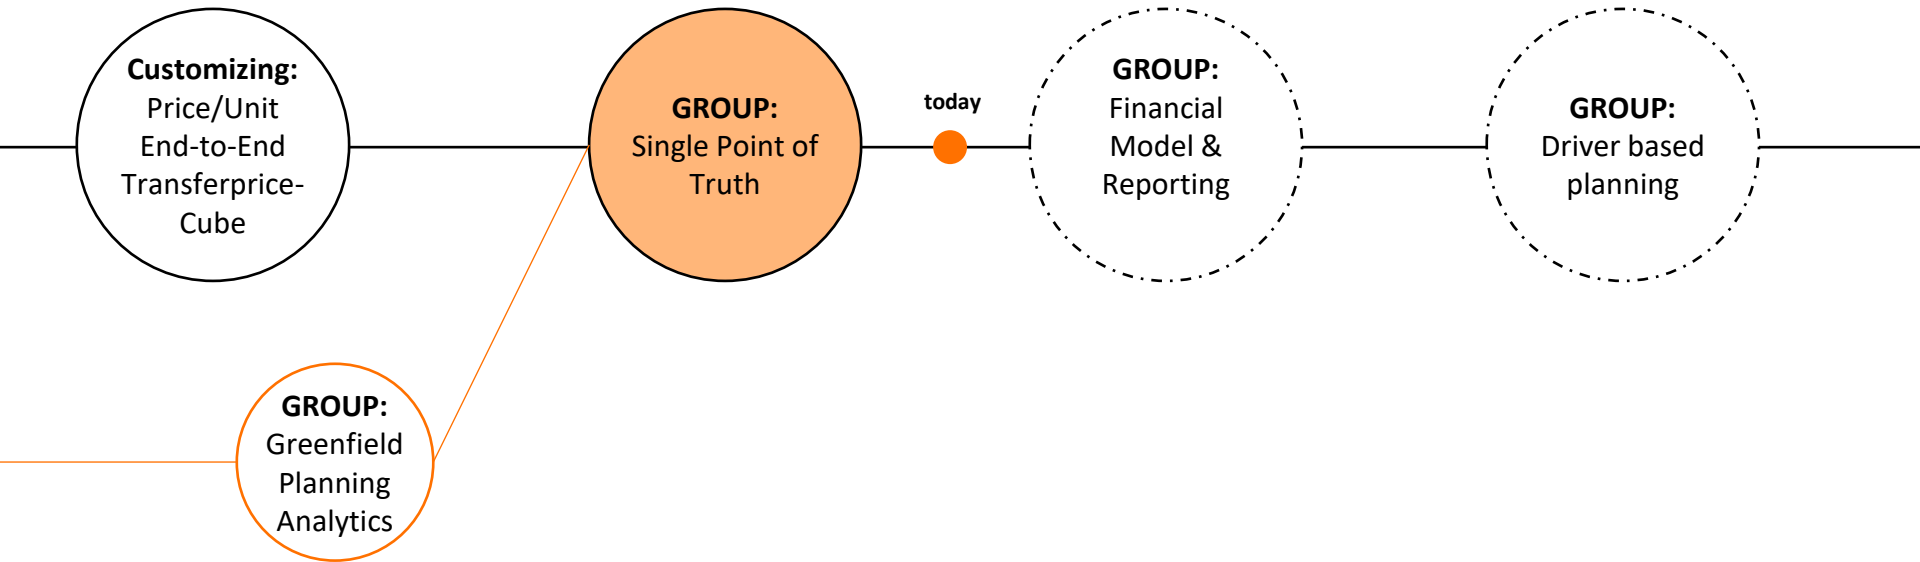 Customizing:
Price/Unit
End-to-End
Transferprice-
Cube
GROUP:
Single Point of
Truth
today
GROUP:
Financial
Model &
Reporting
GROUP:
Driver based
planning
GROUP:
Greenfield
Planning
Analytics